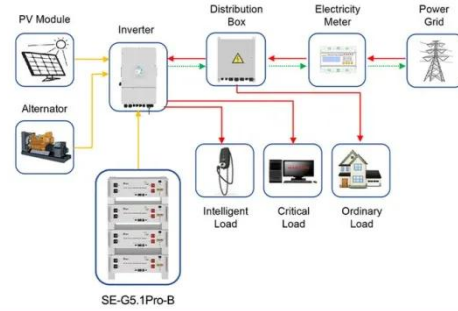 PV Module
Inverter
Distribution
Box
Electricity
Meter
Power
Grid
Alternator
Intelligent
Load
Critical
Load
Ordinary
Load
SE-G5.1Pro-B